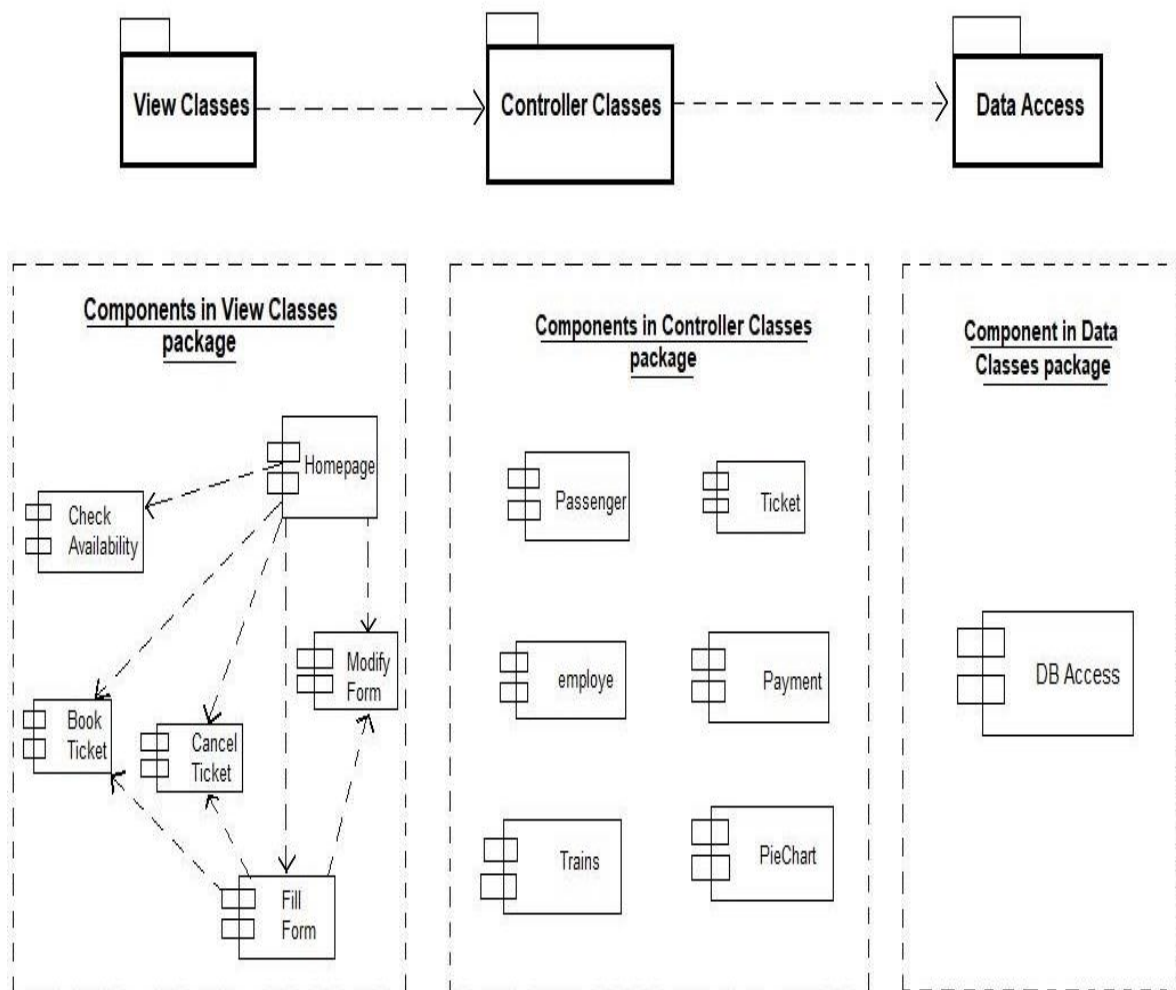 View Classes
Controller Classes
Data Access
Components in View Classes
package
Homepage
Check
Availability
Modify
Form
Book
Ticket
Cancel
Ticket
Fill
Form
Components in Controller Classes
package
Passenger
Ticket
employe
Payment
Trains
PieChart
Component in Data
Classes package
DB Access